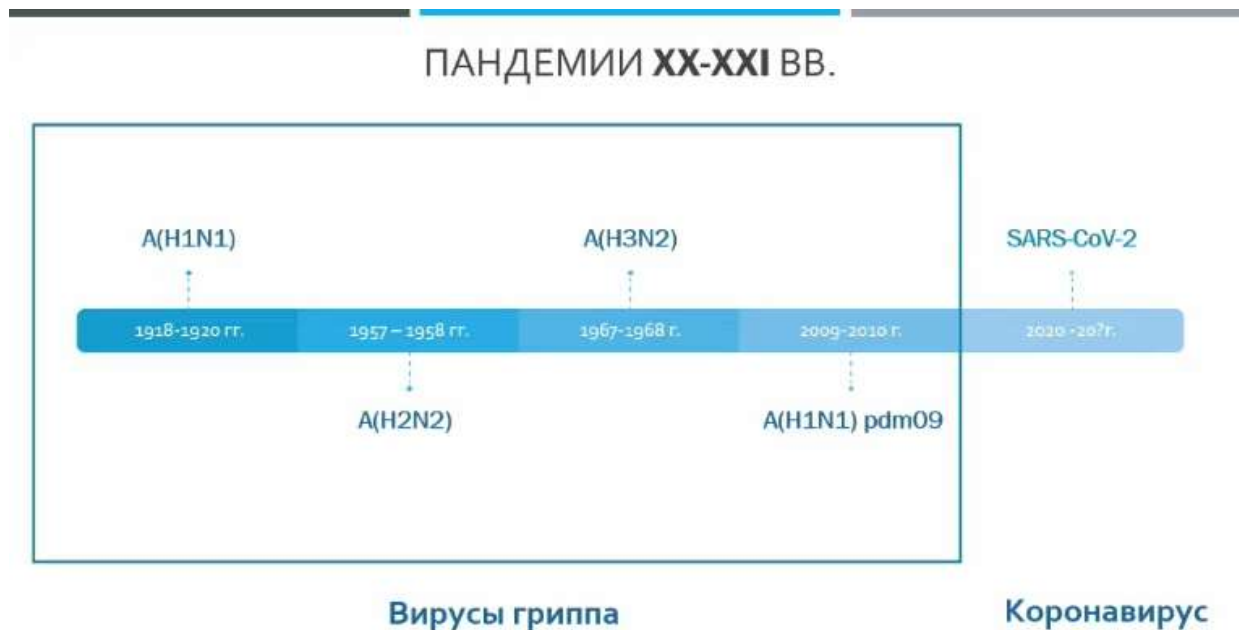 ПАНДЕМИИ XX-XXI ВВ.
A(H1N1)
A(H3N2)
SARS-CoV-2
1918-1920 гг.
1957 – 1958 гг.
1967-1968 г.
2009-2010 г.
2020 -20?г.
A(H2N2)
A(H1N1) pdm09
Вирусы гриппа
Коронавирус